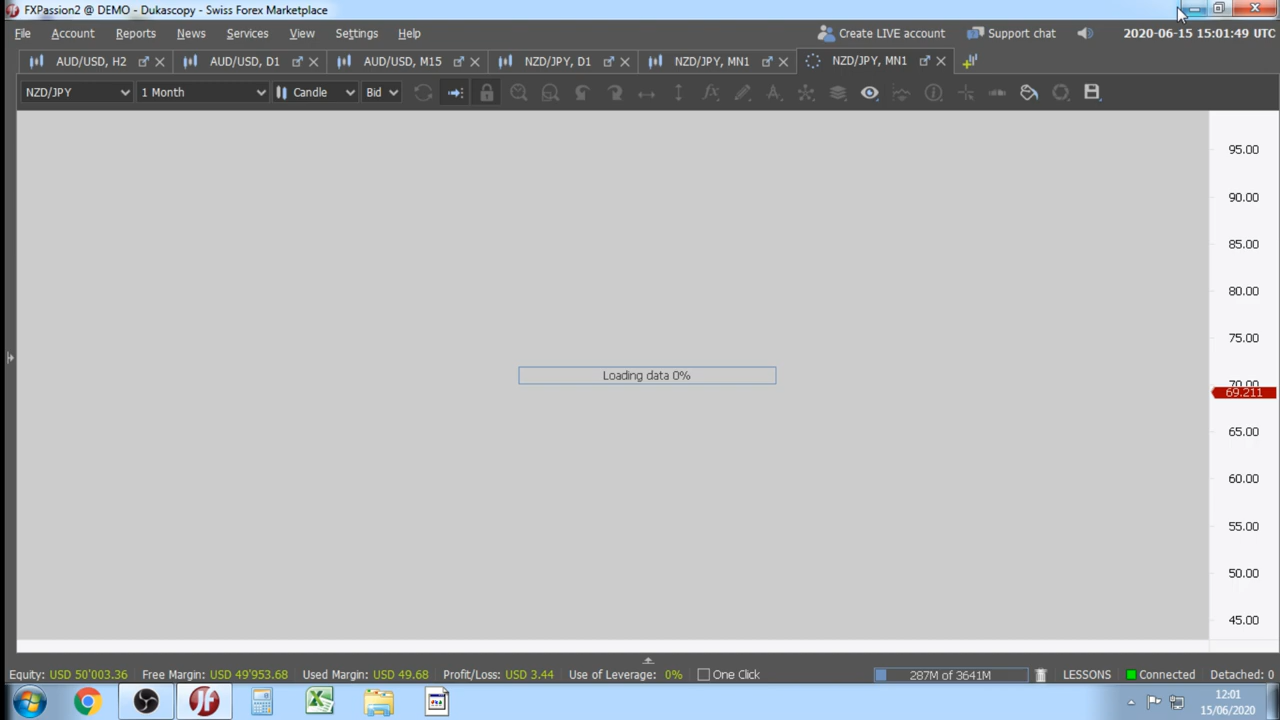 FXPassion2 @ DEMO - Dukascopy - Swiss Forex Marketplace
File Account Reports News Services View Settings Help Create LIVE account Support chat 2020-06-15 15:01:49 UTC
AUD/USD, H2 AUD/USD, D1 AUD/USD, M15 NZD/JPY, D1 NZD/JPY, MN1 NZD/JPY, MN1
NZD/JPY 1 Month Candle Bid
95.00
90.00
85.00
80.00
75.00
Loading data 0%
70.00
69.211
65.00
60.00
55.00
50.00
45.00
Equity: USD 50'003.36 Free Margin: USD 49'953.68 Used Margin: USD 49.68 Profit/Loss: USD 3.44 Use of Leverage: 0% One Click 287M of 3641M LESSONS Connected Detached: 0
12:01
15/06/2020